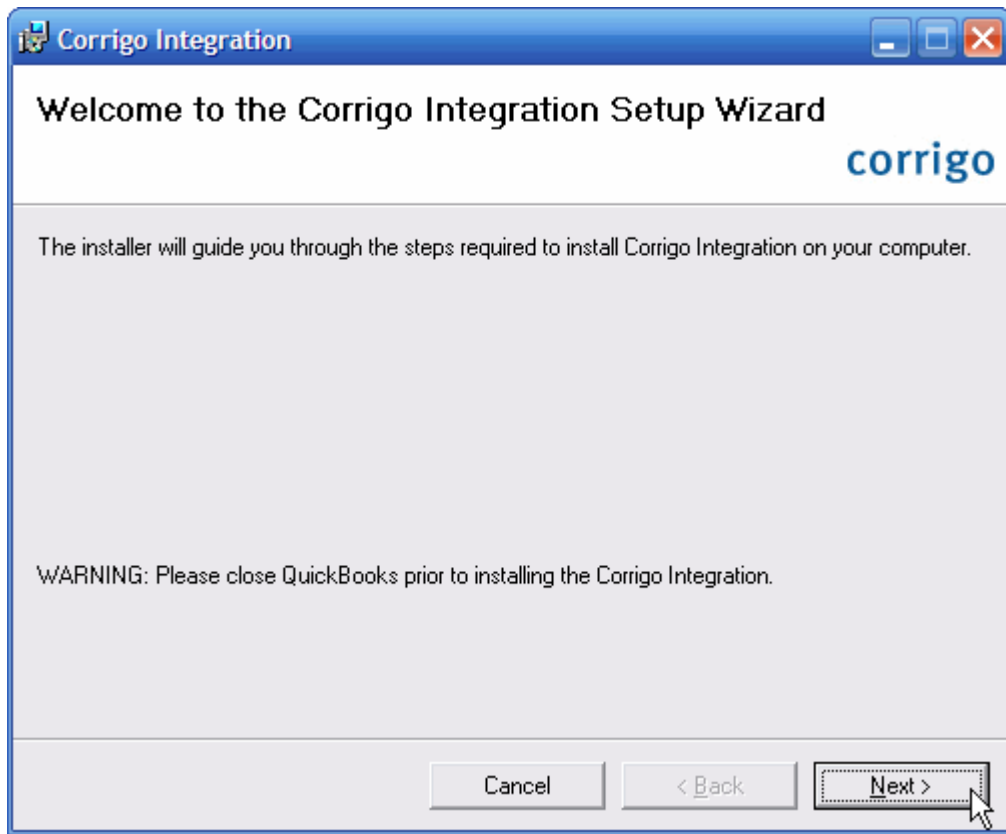 Corrigo Integration
Welcome to the Corrigo Integration Setup Wizard
corrigo
The installer will guide you through the steps required to install Corrigo Integration on your computer.
WARNING: Please close QuickBooks prior to installing the Corrigo Integration.
Cancel
< Back
Next >